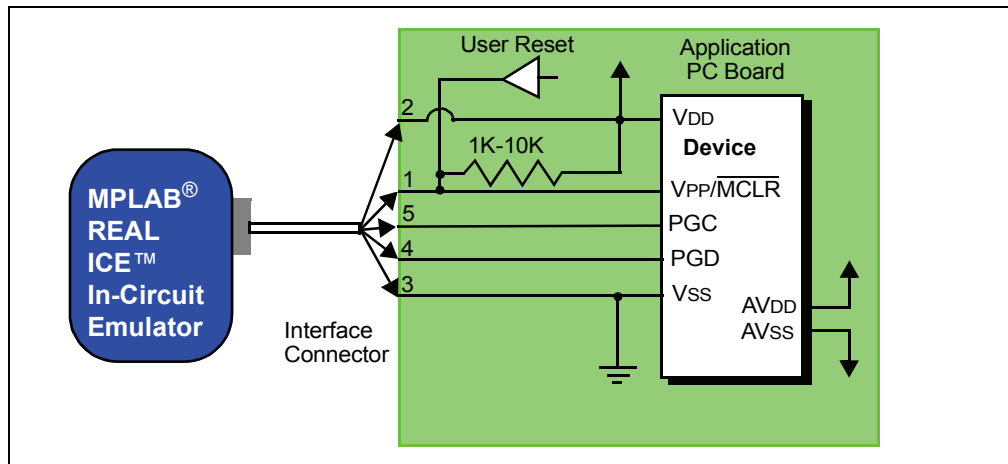 User Reset
Application
PC Board
2
VDD
1K-10K
Device
1
VPP/MCLR
MPLAB®
REAL
ICE™
In-Circuit
Emulator
5
PGC
4
PGD
3
VSS
AVDD
AVSS
Interface
Connector